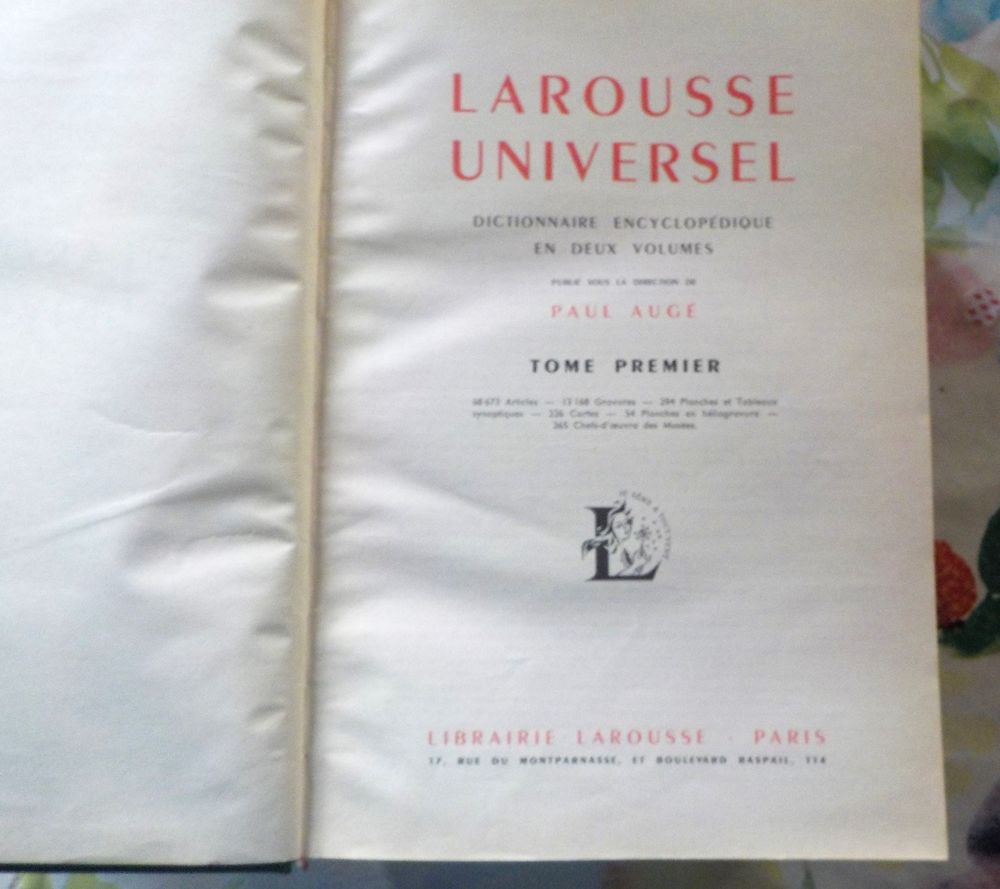 LAROUSSE
UNIVERSEL
DICTIONNAIRE ENCYCLOPÉDIQUE
EN DEUX VOLUMES
PUBLIÉ SOUS LA DIRECTION DE
PAUL AUGÉ
TOME PREMIER
68 673 Articles — 13 168 Gravures — 294 Planches et Tableaux
synoptiques — 226 Cartes — 54 Planches en héliogravure —
365 Chefs-d'œuvre des Musées.
LIBRAIRIE LAROUSSE · PARIS
17, RUE DU MONTPARNASSE, ET BOULEVARD RASPAIL, 114